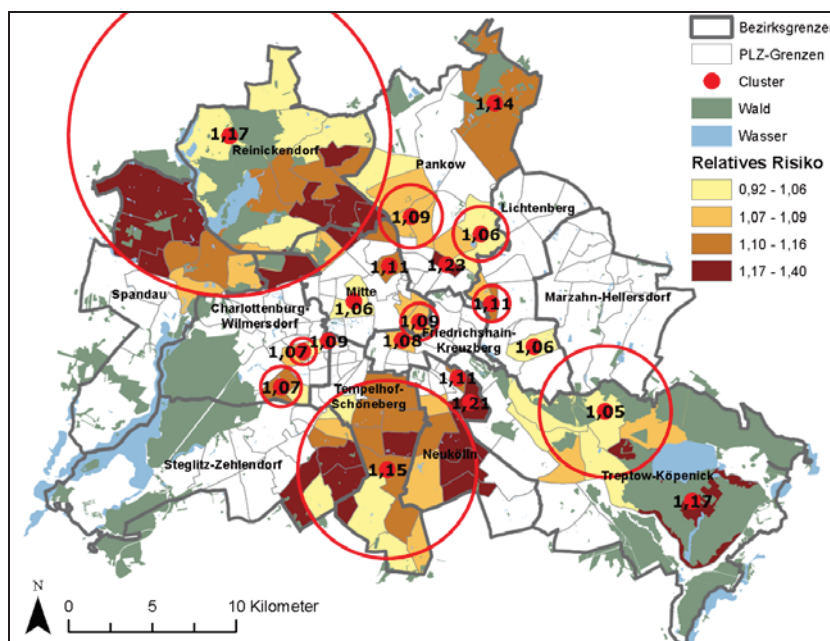 Bezirksgrenzen
PLZ-Grenzen
Cluster
Wald
Wasser
Relatives Risiko
0,92 - 1,06
1,07 - 1,09
1,10 - 1,16
1,17 - 1,40
1,14
1,17
Reinickendorf
Pankow
1,09
Lichtenberg
1,06
1,11
1,23
Spandau
Mitte
1,06
1,11
Marzahn-Hellersdorf
Charlottenburg-
Wilmersdorf
1,09
Friedrichshain-
Kreuzberg
1,09
1,08
1,06
1,07
1,07
Tempelhof-
Schöneberg
1,11
1,21
1,05
Steglitz-Zehlendorf
Neukölln
1,15
Treptow-Köpenick
1,17
N
0 5 10 Kilometer